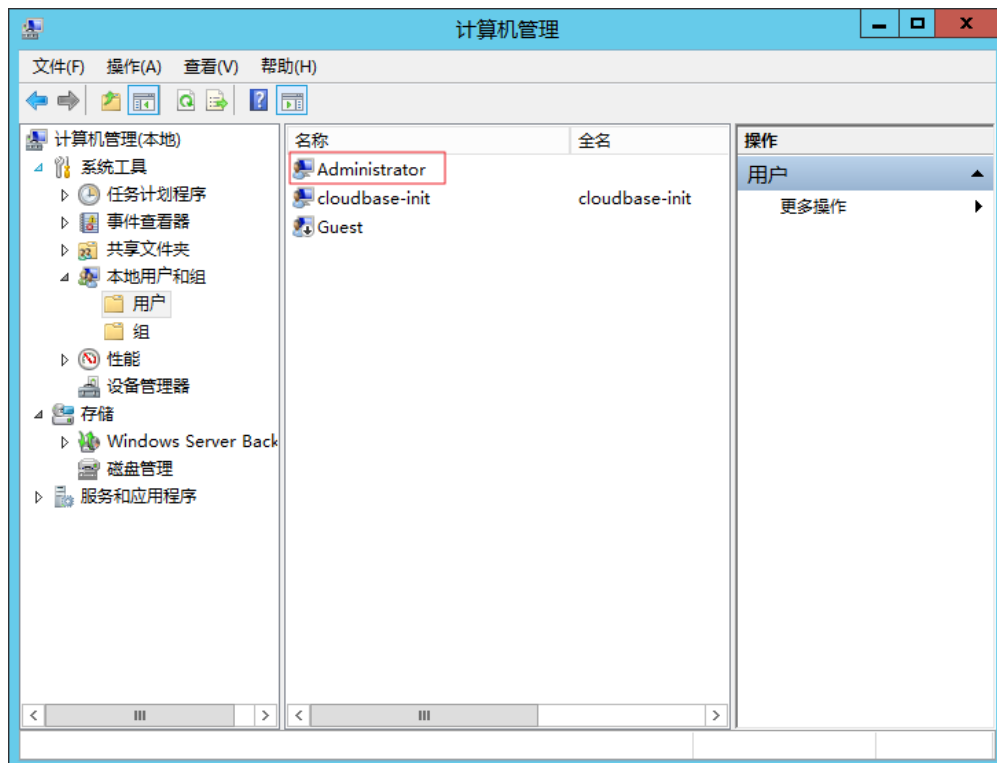 计算机管理
文件(F) 操作(A) 查看(V) 帮助(H)
计算机管理(本地)
系统工具
任务计划程序
事件查看器
共享文件夹
本地用户和组
用户
组
性能
设备管理器
存储
Windows Server Back
磁盘管理
服务和应用程序
名称 全名
Administrator
cloudbase-init cloudbase-init
Guest
操作
用户
更多操作